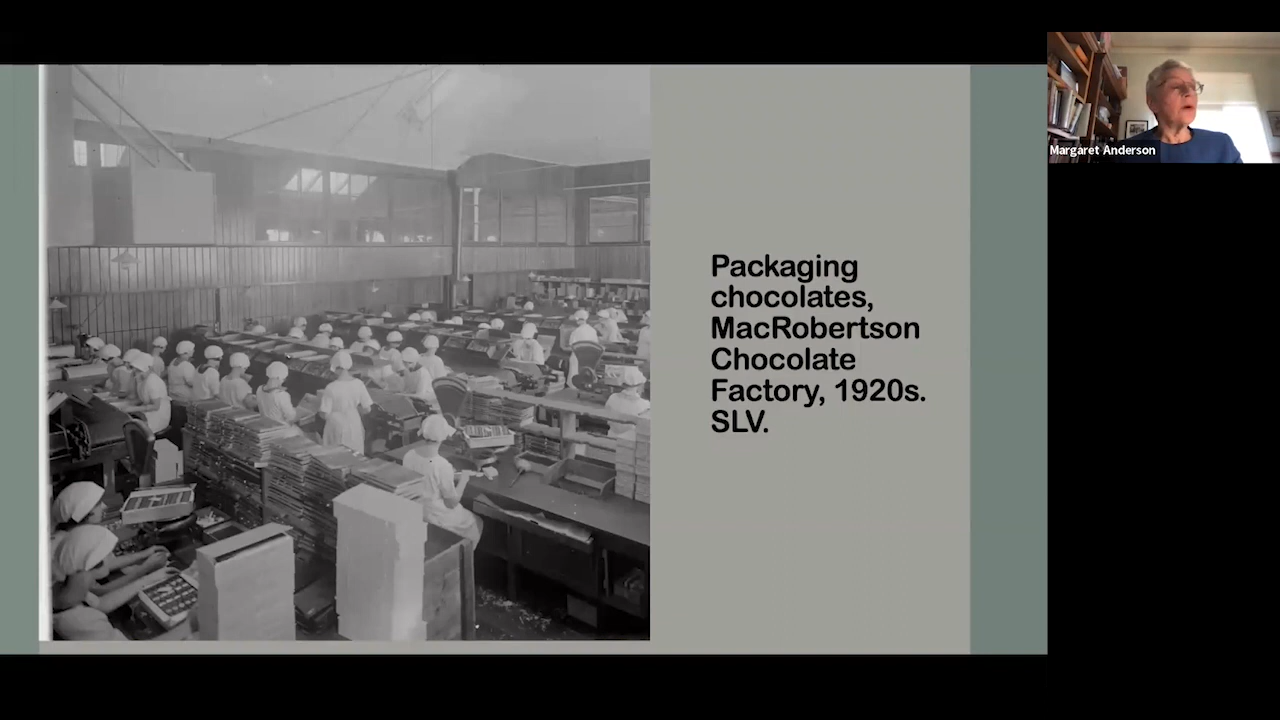 Packaging
chocolates,
MacRobertson
Chocolate
Factory, 1920s.
SLV.
Margaret Anderson